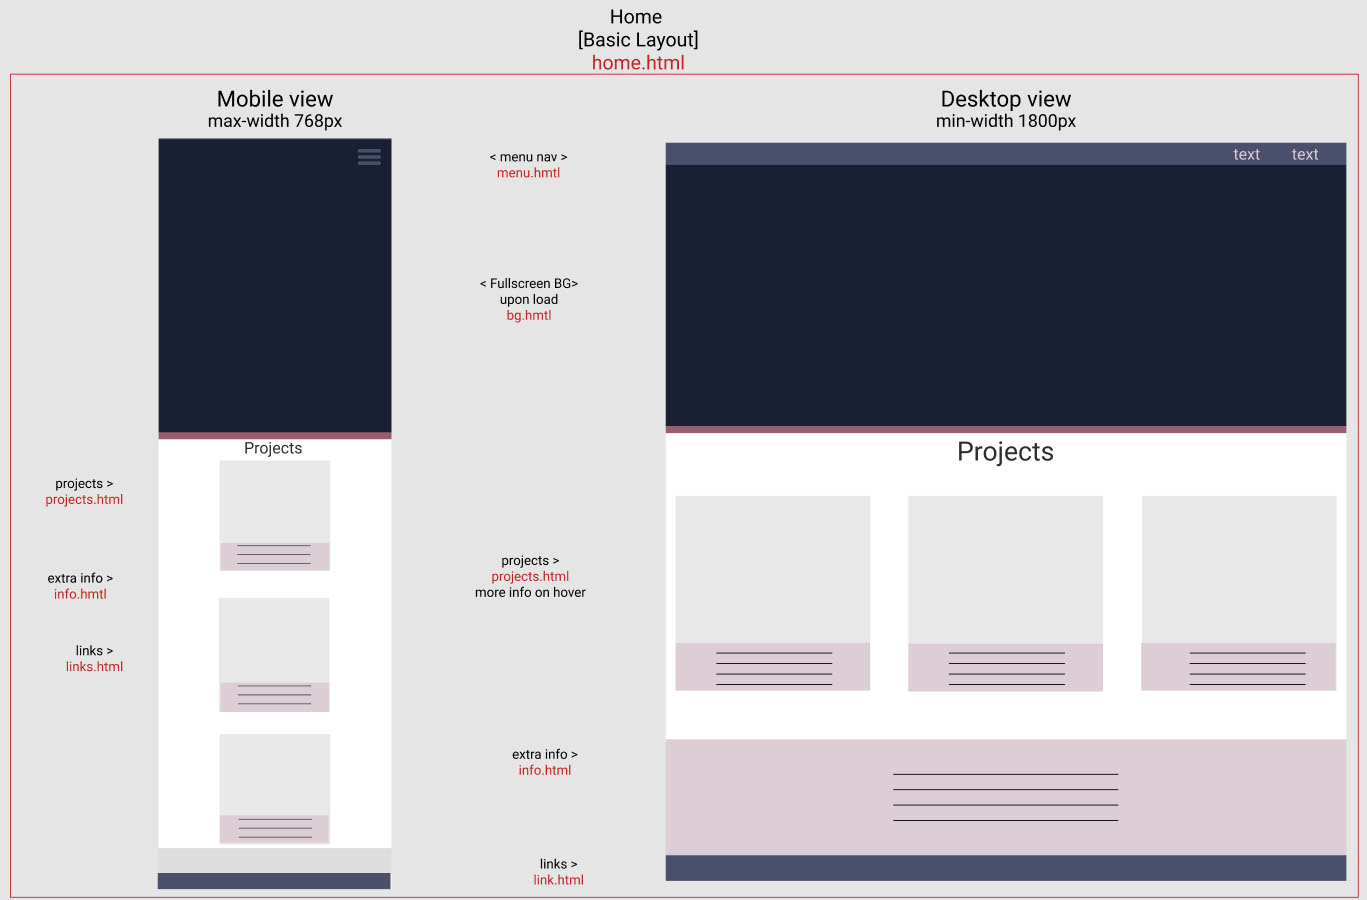 Home
[Basic Layout]
home.html
Mobile view
max-width 768px
Projects
projects >
projects.html
extra info >
info.hmtl
links >
links.html
< menu nav >
menu.hmtl
< Fullscreen BG>
upon load
bg.hmtl
projects >
projects.html
more info on hover
extra info >
info.html
links >
link.html
Desktop view
min-width 1800px
text text
Projects